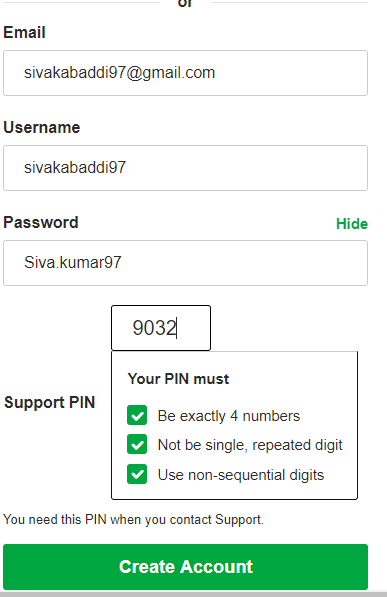 or
Email
sivakabaddi97@gmail.com
Username
sivakabaddi97
Password Hide
Siva.kumar97
9032
Your PIN must
Support PIN
Be exactly 4 numbers
Not be single, repeated digit
Use non-sequential digits
You need this PIN when you contact Support.
Create Account